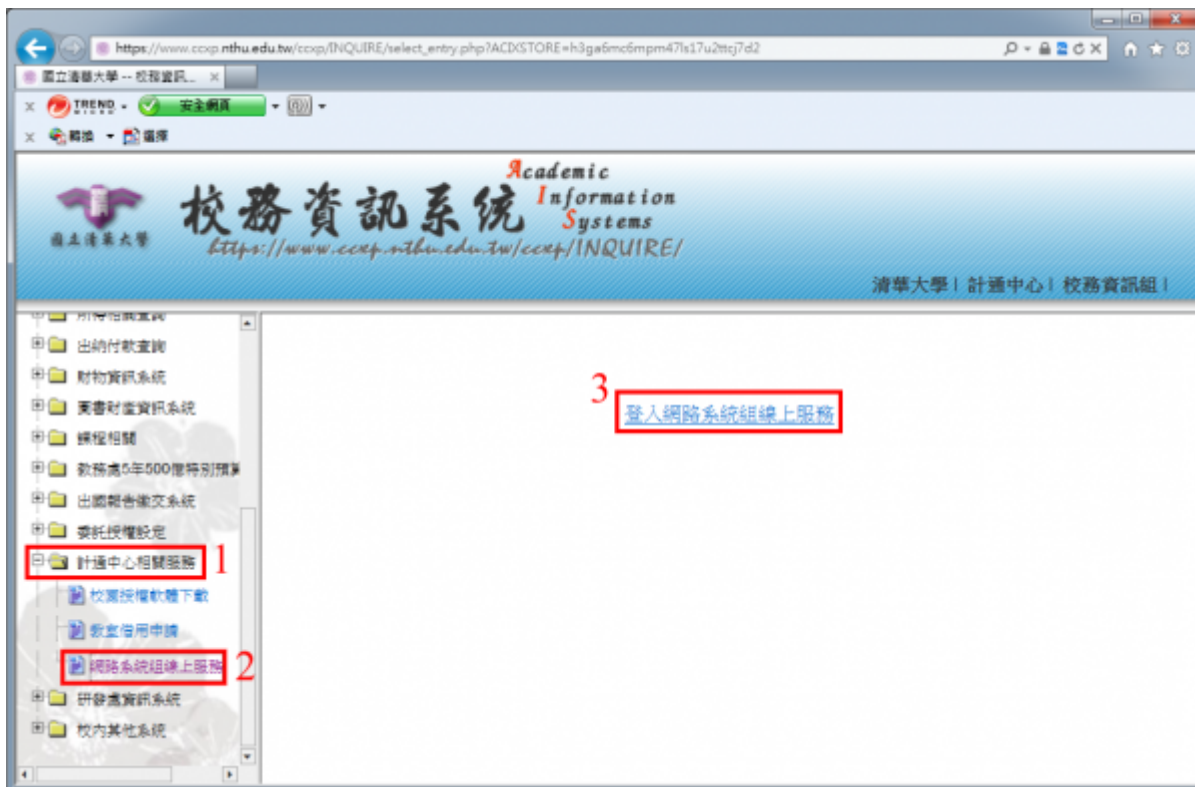 https://www.ccxp.nthu.edu.tw/ccxp/INQUIRE/select_entry.php?ACIXSTORE=h3ga6mc6mpm47ls17u2ttcj7d2
國立清華大學 -- 校務資訊...
TREND MICRO
安全網頁
轉換 選擇
Academic
Information
Systems
校務資訊系統
國立清華大學
https://www.ccxp.nthu.edu.tw/ccxp/INQUIRE/
清華大學 | 計通中心 | 校務資訊組 |
所得相關查詢
出納付款查詢
財物資訊系統
圖書財產資訊系統
課程相關
教務處5年500億特別預算
出國報告繳交系統
委託授權設定
計通中心相關服務 1
校園授權軟體下載
教室借用申請
網路系統組線上服務 2
研發處資訊系統
校內其他系統
3
登入網路系統組線上服務